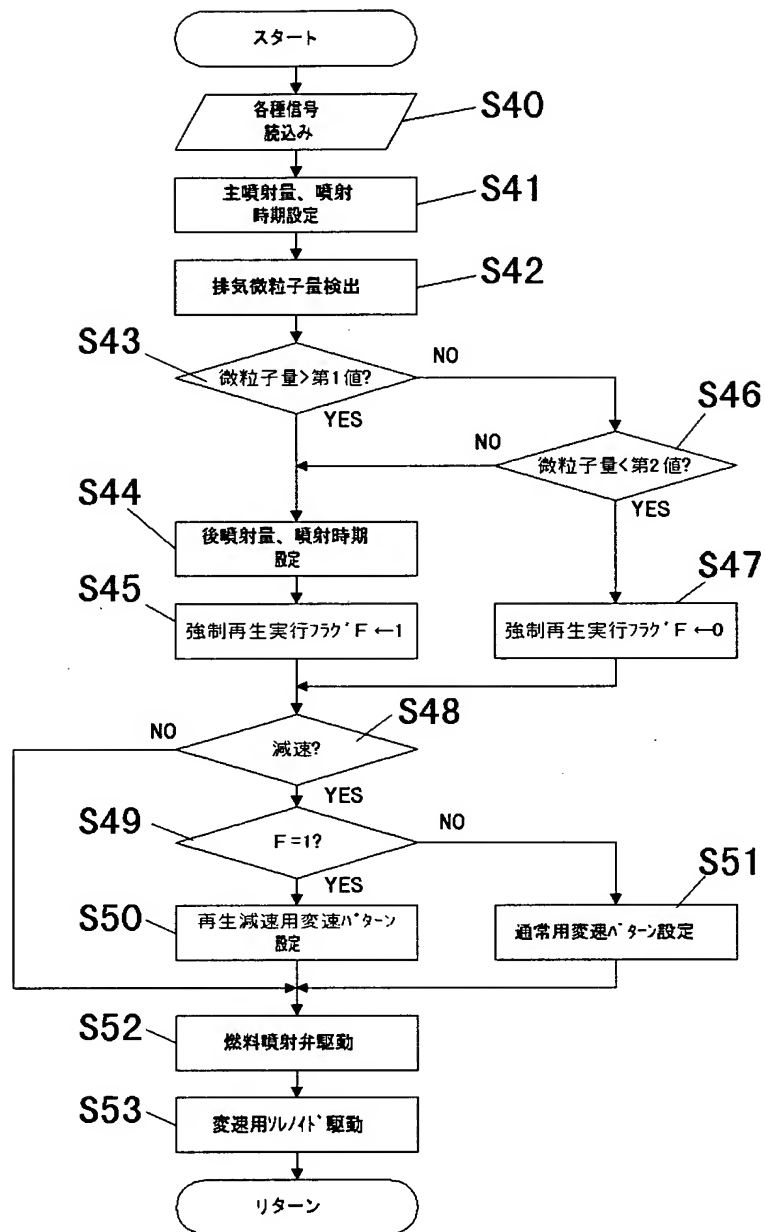 スタート
各種信号
読込み
S40
主噴射量、噴射
時期設定
S41
排気微粒子量検出
S42
S43
微粒子量>第1値?
NO
YES
S46
微粒子量<第2値?
NO
YES
S44
後噴射量、噴射時期
設定
S45
強制再生実行フラグF←1
S47
強制再生実行フラグF←0
S48
減速?
NO
YES
S49
F=1?
NO
YES
S50
再生減速用変速パターン
設定
S51
通常用変速パターン設定
S52
燃料噴射弁駆動
S53
変速用ソレノイド駆動
リターン